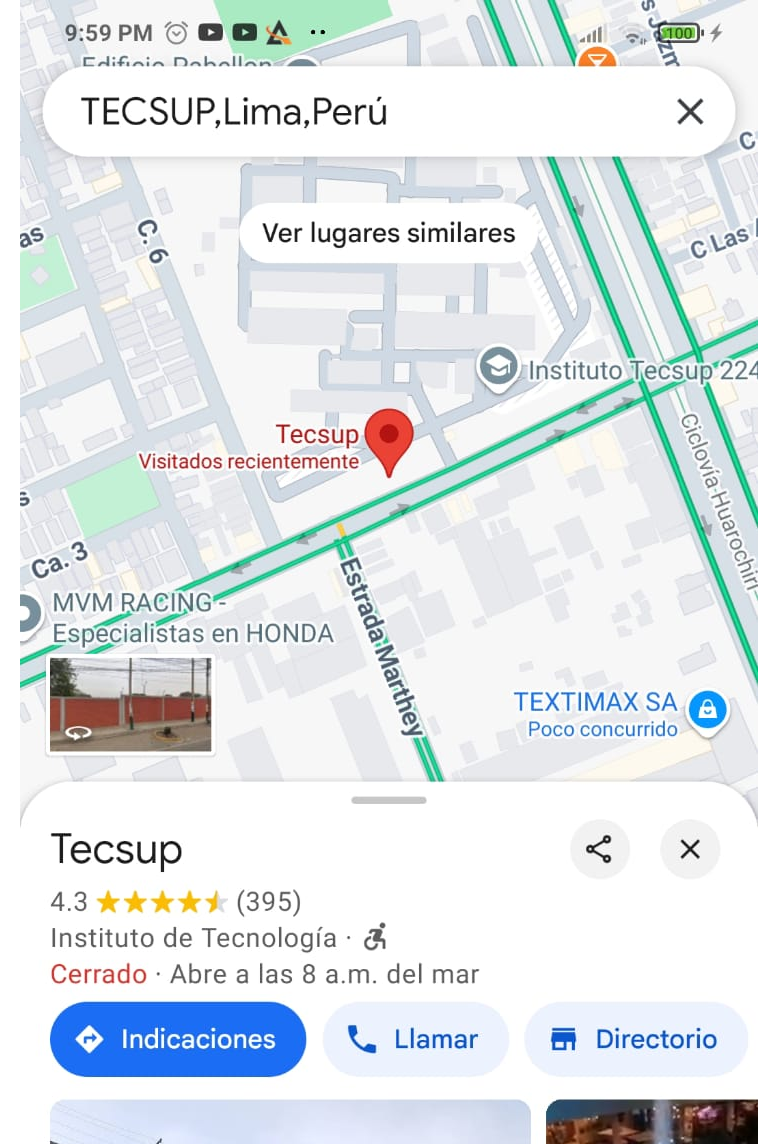 9:59 PM
100
Edificio Pabellon
TECSUP,Lima,Perú
Ver lugares similares
C. 6
as
C Las
Instituto Tecsup 224
Tecsup
Visitados recientemente
Ciclovía-Huarochirí
Ca. 3
Estrada Marthey
MVM RACING -
Especialistas en HONDA
TEXTIMAX SA
Poco concurrido
Tecsup
4.3 (395)
Instituto de Tecnología ·
Cerrado · Abre a las 8 a.m. del mar
Indicaciones
Llamar
Directorio